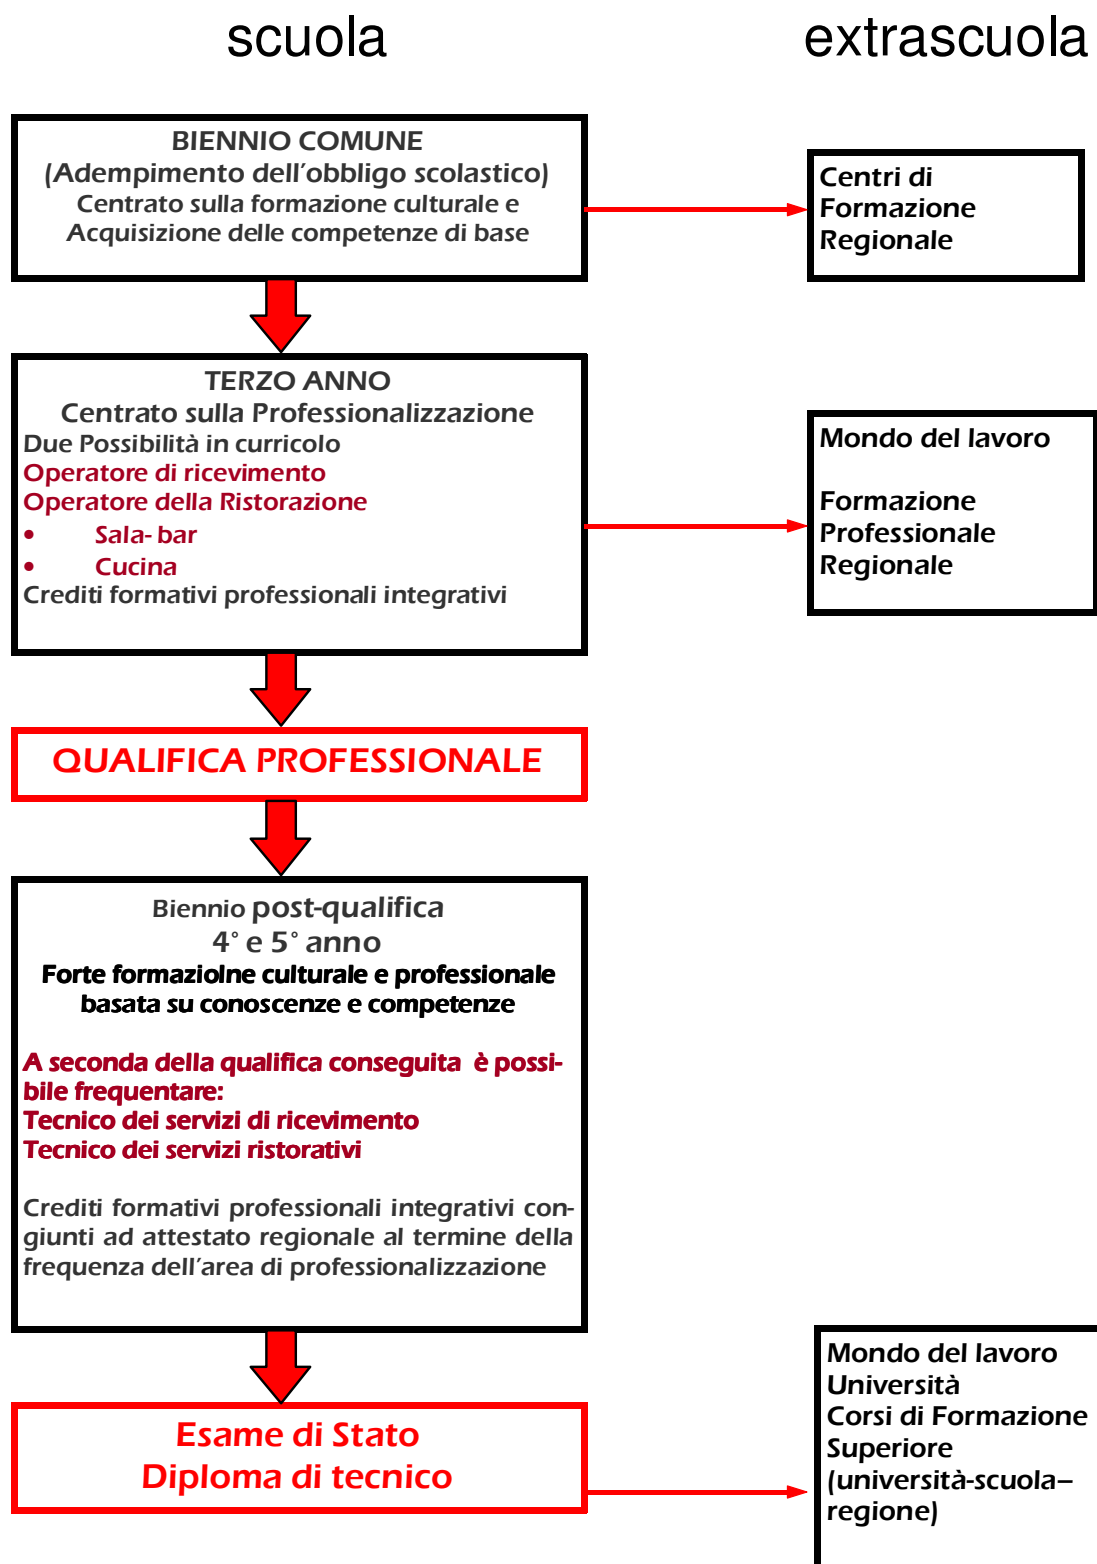 scuola
extrascuola
BIENNIO COMUNE
(Adempimento dell'obbligo scolastico)
Centrato sulla formazione culturale e
Acquisizione delle competenze di base
Centri di
Formazione
Regionale
TERZO ANNO
Centrato sulla Professionalizzazione
Due Possibilità in curricolo
Operatore di ricevimento
Operatore della Ristorazione
• Sala- bar
• Cucina
Crediti formativi professionali integrativi
Mondo del lavoro
Formazione
Professionale
Regionale
QUALIFICA PROFESSIONALE
Biennio post-qualifica
4° e 5° anno
Forte formaziolne culturale e professionale
basata su conoscenze e competenze
A seconda della qualifica conseguita è possi-
bile frequentare:
Tecnico dei servizi di ricevimento
Tecnico dei servizi ristorativi
Crediti formativi professionali integrativi con-
giunti ad attestato regionale al termine della
frequenza dell'area di professionalizzazione
Esame di Stato
Diploma di tecnico
Mondo del lavoro
Università
Corsi di Formazione
Superiore
(università-scuola–
regione)